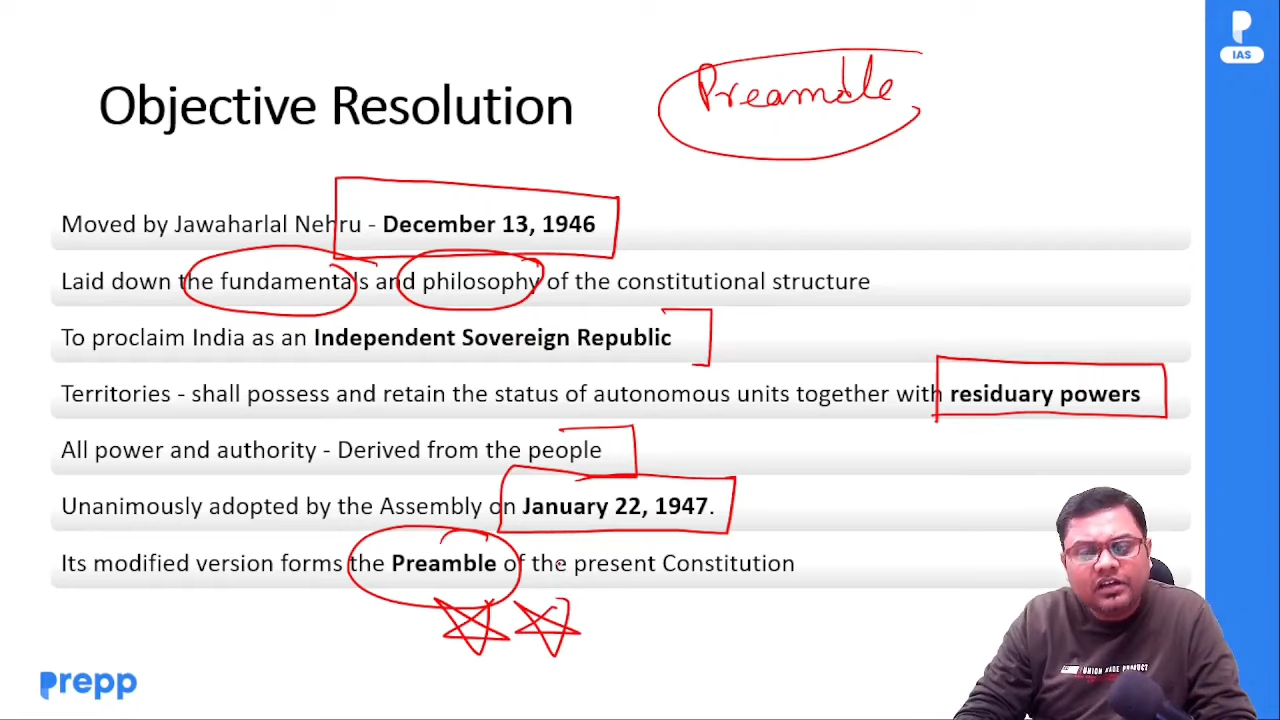 IAS
Objective Resolution
Preamble
Moved by Jawaharlal Nehru - December 13, 1946
Laid down the fundamentals and philosophy of the constitutional structure
To proclaim India as an Independent Sovereign Republic
Territories - shall possess and retain the status of autonomous units together with residuary powers
All power and authority - Derived from the people
Unanimously adopted by the Assembly on January 22, 1947.
Its modified version forms the Preamble of the present Constitution
UNION MADE PRODUCT
prepp